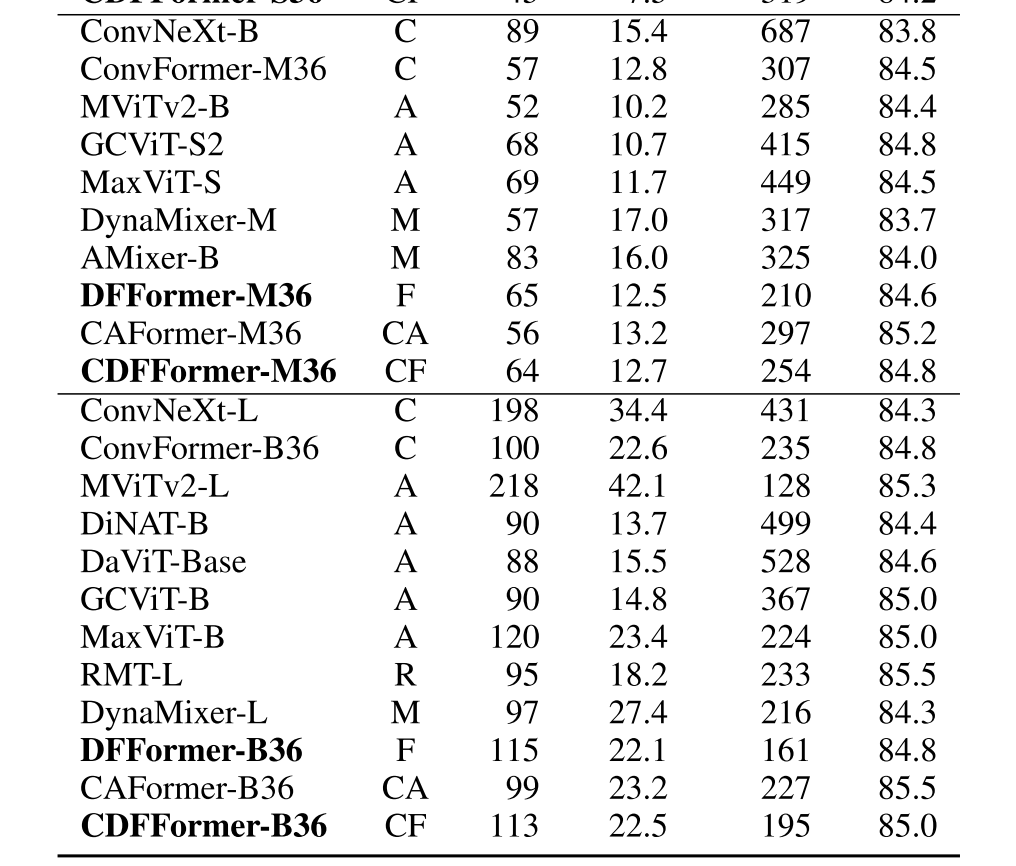 ConvNeXt-B C 89 15.4 687 83.8
ConvFormer-M36 C 57 12.8 307 84.5
MViTv2-B A 52 10.2 285 84.4
GCViT-S2 A 68 10.7 415 84.8
MaxViT-S A 69 11.7 449 84.5
DynaMixer-M M 57 17.0 317 83.7
AMixer-B M 83 16.0 325 84.0
DFFormer-M36 F 65 12.5 210 84.6
CAFormer-M36 CA 56 13.2 297 85.2
CDFFormer-M36 CF 64 12.7 254 84.8
ConvNeXt-L C 198 34.4 431 84.3
ConvFormer-B36 C 100 22.6 235 84.8
MViTv2-L A 218 42.1 128 85.3
DiNAT-B A 90 13.7 499 84.4
DaViT-Base A 88 15.5 528 84.6
GCViT-B A 90 14.8 367 85.0
MaxViT-B A 120 23.4 224 85.0
RMT-L R 95 18.2 233 85.5
DynaMixer-L M 97 27.4 216 84.3
DFFormer-B36 F 115 22.1 161 84.8
CAFormer-B36 CA 99 23.2 227 85.5
CDFFormer-B36 CF 113 22.5 195 85.0